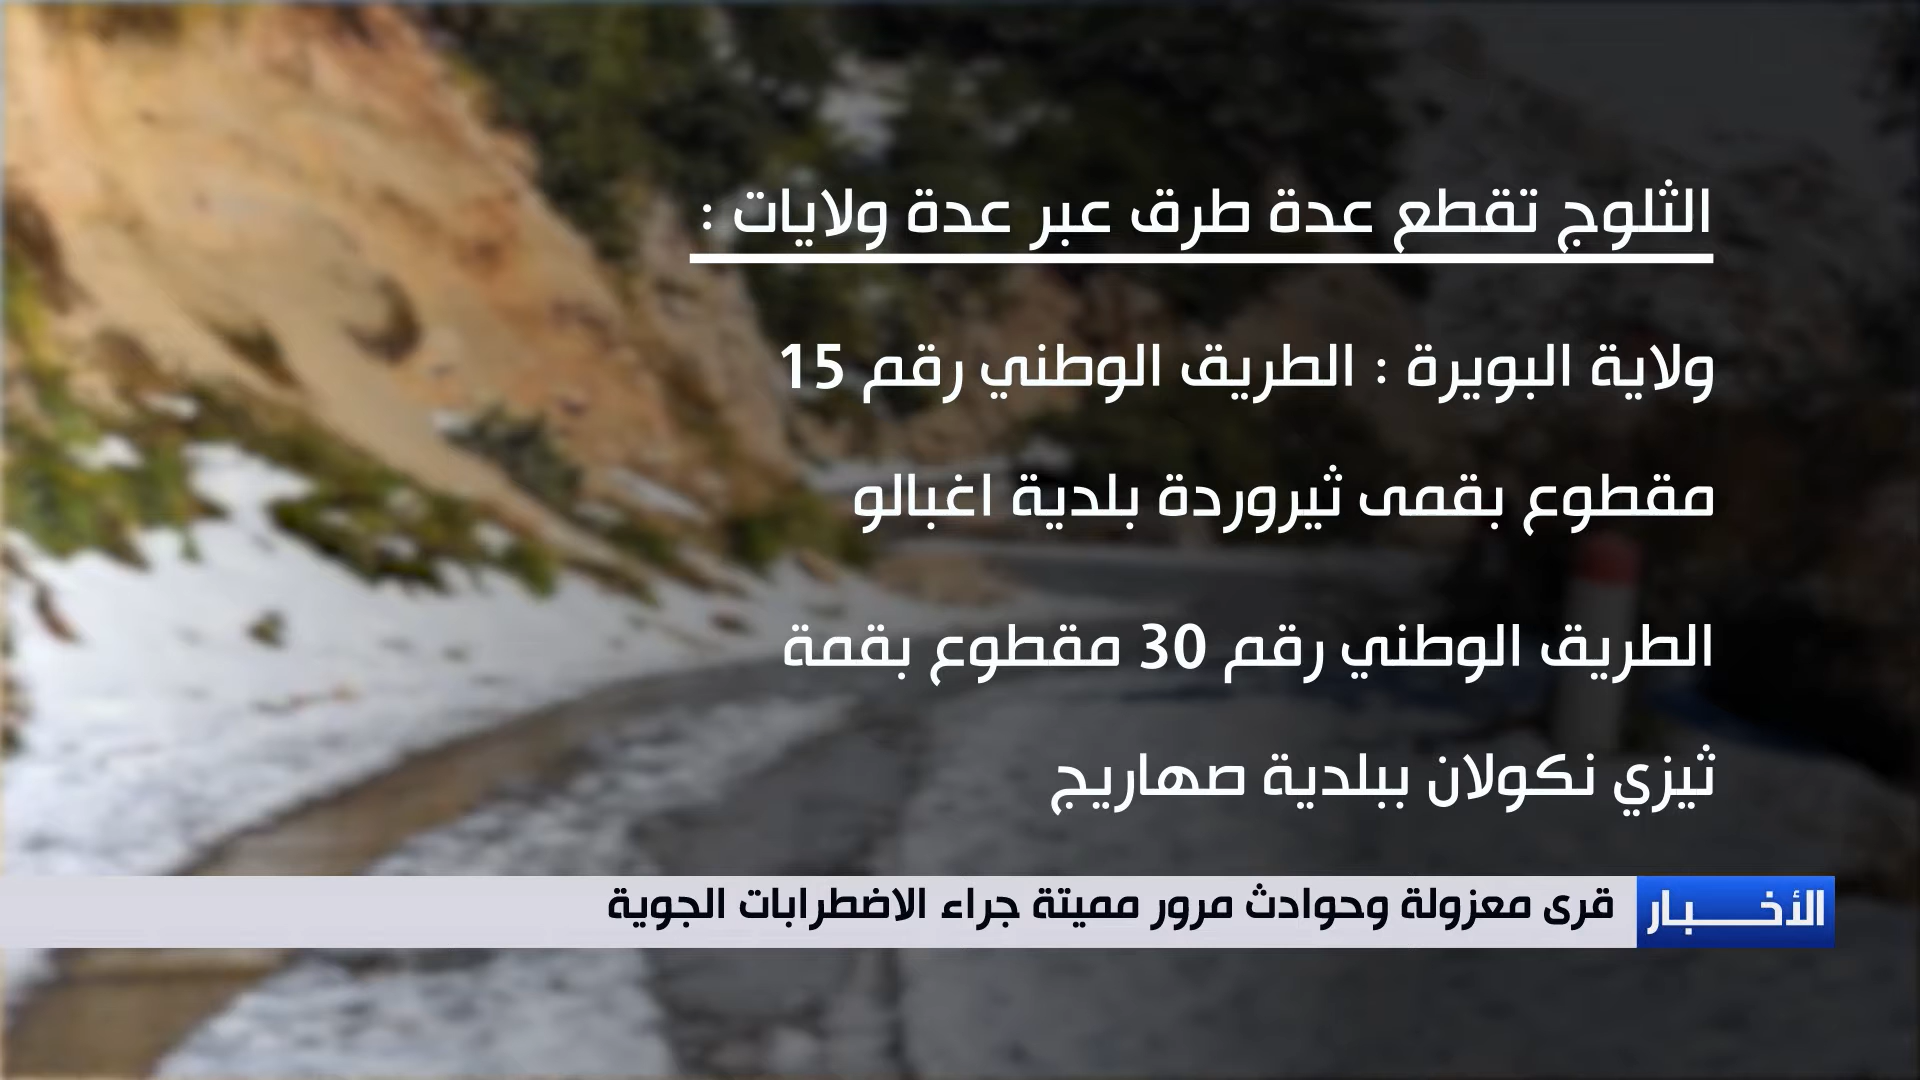 الثلوج تقطع عدة طرق عبر عدة ولايات :
ولاية البويرة : الطريق الوطني رقم 15
مقطوع بقمى ثيروردة بلدية اغبالو
الطريق الوطني رقم 30 مقطوع بقمة
ثيزي نكولان ببلدية صهاريج
الأخـــبـار
قرى معزولة وحوادث مرور مميتة جراء الاضطرابات الجوية